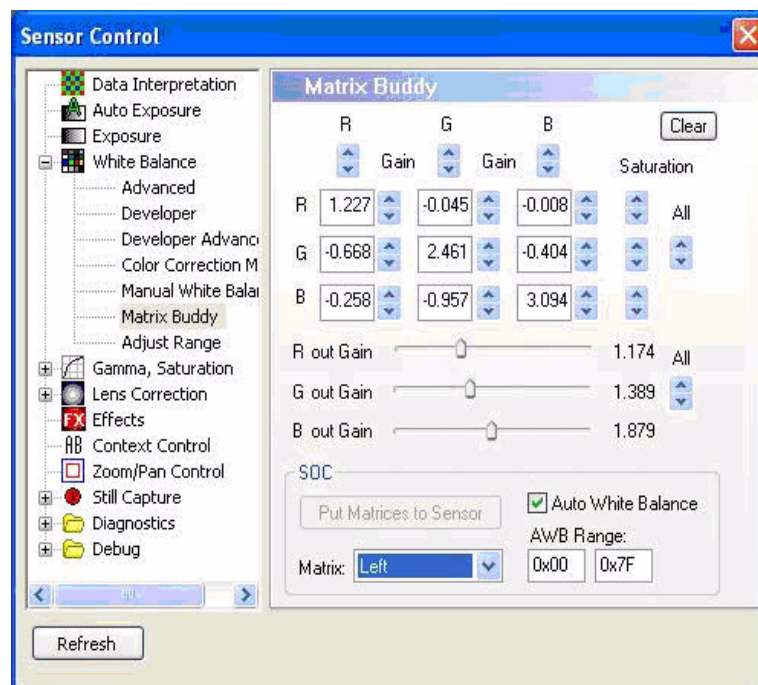 Sensor Control
Data Interpretation
Auto Exposure
Exposure
White Balance
Advanced
Developer
Developer Advanc
Color Correction M
Manual White Balar
Matrix Buddy
Adjust Range
Gamma, Saturation
Lens Correction
FX Effects
AB Context Control
Zoom/Pan Control
Still Capture
Diagnostics
Debug
Refresh
Matrix Buddy
R G B Clear
Gain Gain Saturation
R 1.227 -0.045 -0.008 All
G -0.668 2.461 -0.404
B -0.258 -0.957 3.094
R out Gain 1.174 All
G out Gain 1.389
B out Gain 1.879
SOC
Put Matrices to Sensor Auto White Balance
AWB Range:
Matrix: Left 0x00 0x7F